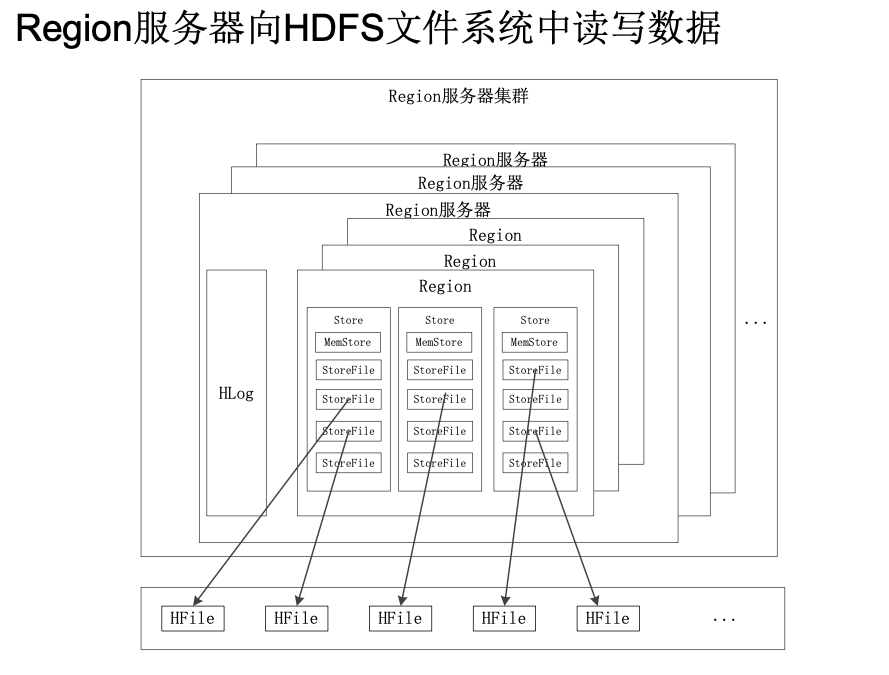 Region服务器向HDFS文件系统中读写数据
Region服务器集群
Region服务器
Region服务器
Region服务器
Region
Region
Region
Store Store Store
MemStore MemStore MemStore
StoreFile StoreFile StoreFile
StoreFile StoreFile StoreFile
StoreFile StoreFile StoreFile
StoreFile StoreFile StoreFile
HLog
...
HFile HFile HFile HFile HFile ...